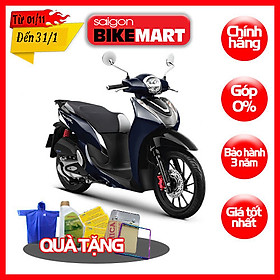 Từ 01/11
Đến 31/1
saigon
BIKEMART
Chính hãng
Góp 0%
Bảo hành 3 năm
Giá tốt nhất
QUÀ TẶNG